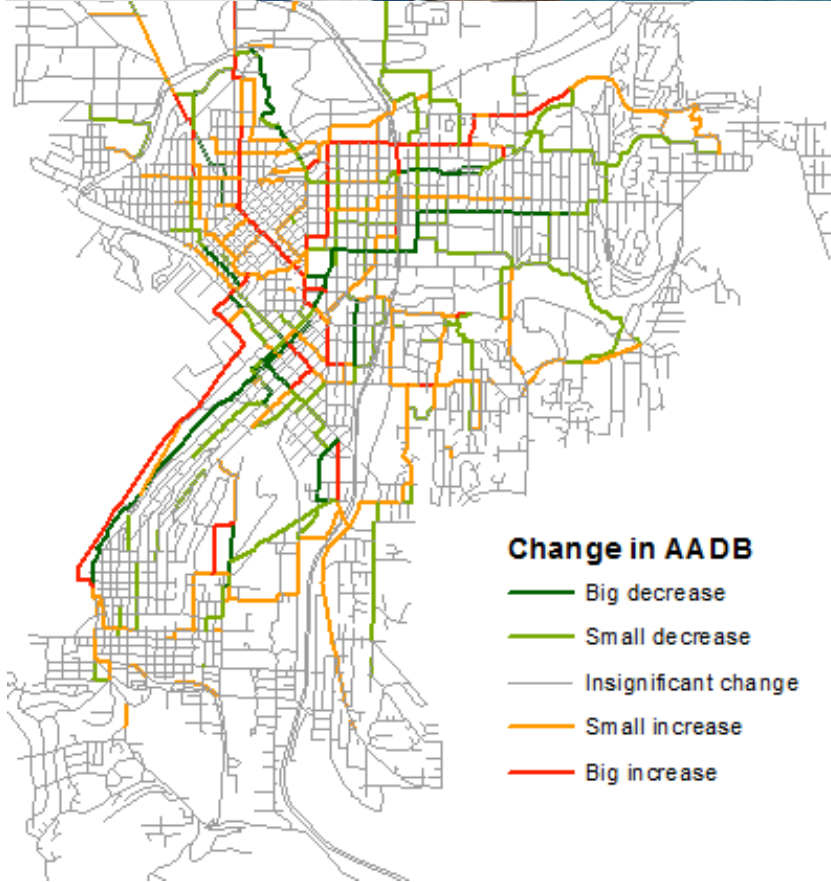 Change in AADB
Big decrease
Small decrease
Insignificant change
Small increase
Big increase